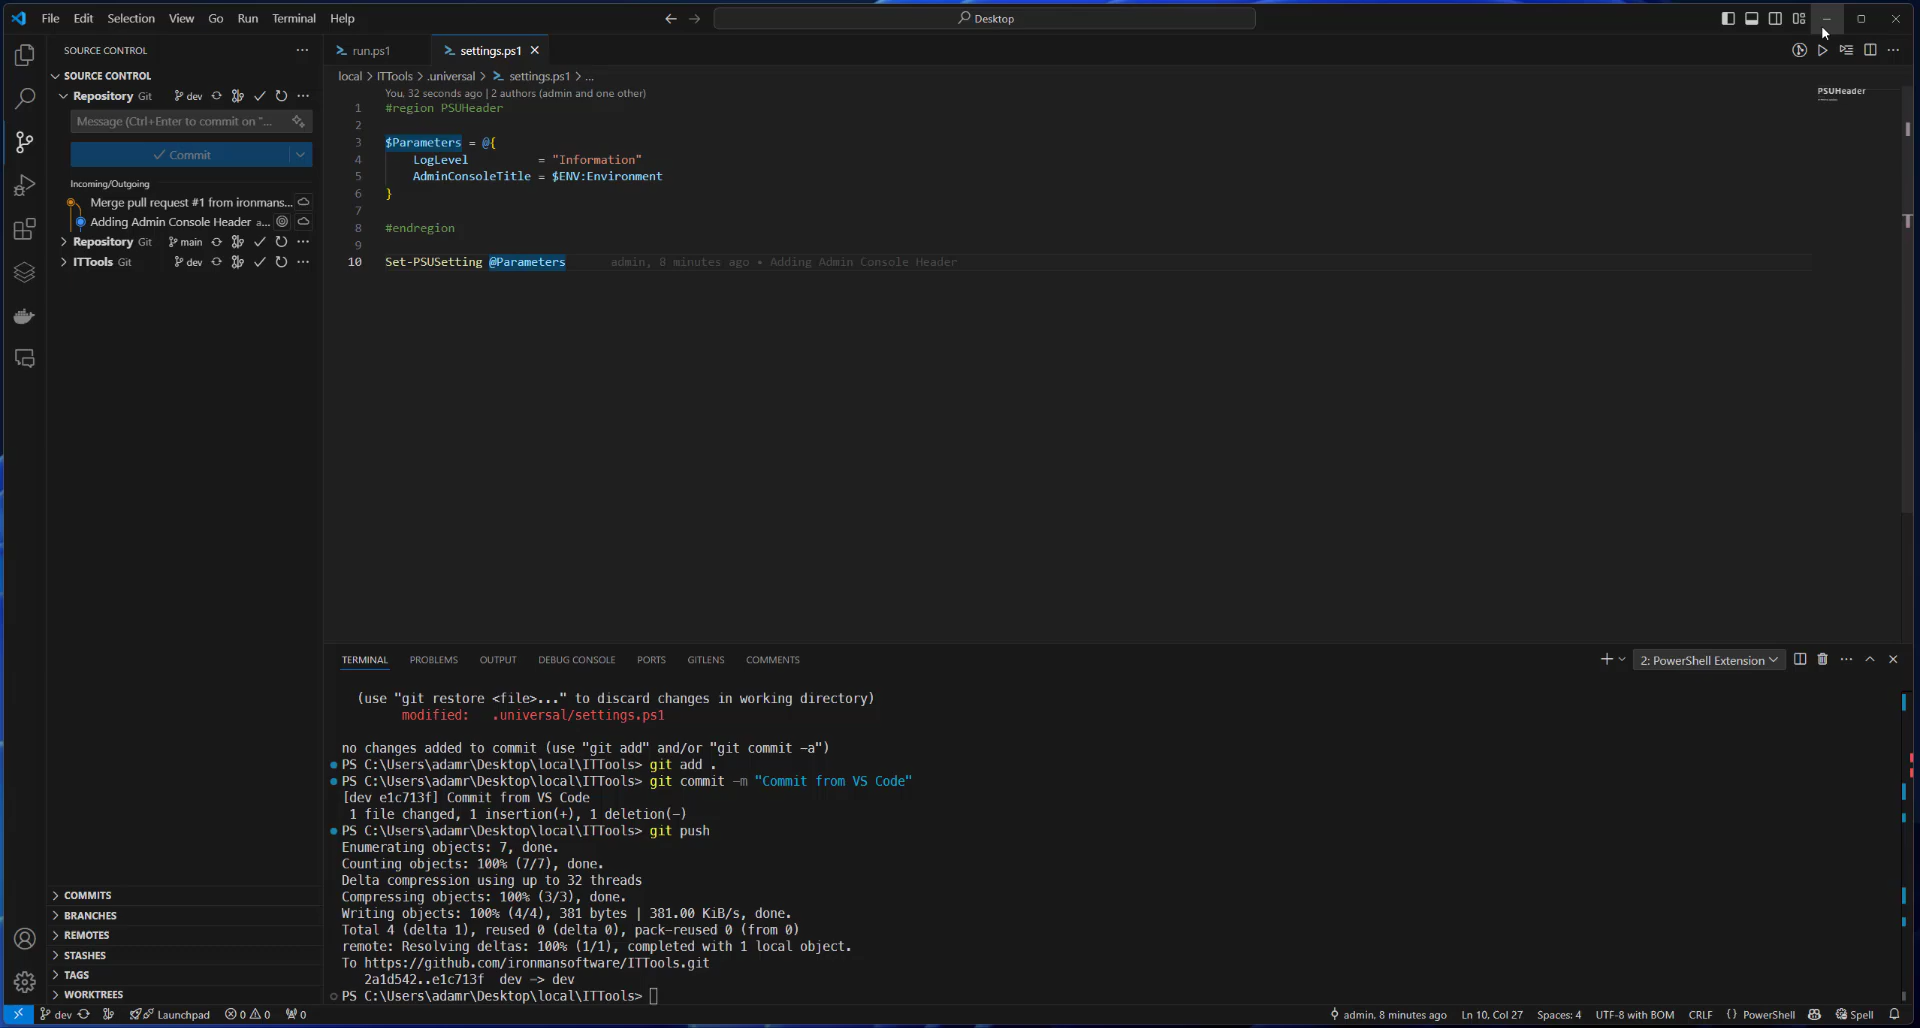 File Edit Selection View Go Run Terminal Help
Desktop
SOURCE CONTROL
run.ps1
settings.ps1
SOURCE CONTROL
local > ITTools > .universal > settings.ps1 > ...
Repository Git dev
Message (Ctrl+Enter to commit on "...
Commit
Incoming/Outgoing
Merge pull request #1 from ironmans...
Adding Admin Console Header a...
Repository Git main
ITTools Git dev
You, 32 seconds ago | 2 authors (admin and one other)
1 #region PSUHeader
2
3 $Parameters = @{
4 LogLevel = "Information"
5 AdminConsoleTitle = $ENV:Environment
6 }
7
8 #endregion
9
10 Set-PSUSetting @Parameters admin, 8 minutes ago • Adding Admin Console Header
PSUHeader
TERMINAL PROBLEMS OUTPUT DEBUG CONSOLE PORTS GITLENS COMMENTS
2: PowerShell Extension
(use "git restore <file>..." to discard changes in working directory)
modified: .universal/settings.ps1
no changes added to commit (use "git add" and/or "git commit -a")
PS C:\Users\adamr\Desktop\local\ITTools> git add .
PS C:\Users\adamr\Desktop\local\ITTools> git commit -m "Commit from VS Code"
[dev e1c713f] Commit from VS Code
1 file changed, 1 insertion(+), 1 deletion(-)
PS C:\Users\adamr\Desktop\local\ITTools> git push
Enumerating objects: 7, done.
Counting objects: 100% (7/7), done.
Delta compression using up to 32 threads
Compressing objects: 100% (3/3), done.
Writing objects: 100% (4/4), 381 bytes | 381.00 KiB/s, done.
Total 4 (delta 1), reused 0 (delta 0), pack-reused 0 (from 0)
remote: Resolving deltas: 100% (1/1), completed with 1 local object.
To https://github.com/ironmansoftware/ITTools.git
2a1d542..e1c713f dev -> dev
PS C:\Users\adamr\Desktop\local\ITTools>
COMMITS
BRANCHES
REMOTES
STASHES
TAGS
WORKTREES
dev Launchpad 0 0 0
admin, 8 minutes ago Ln 10, Col 27 Spaces: 4 UTF-8 with BOM CRLF {} PowerShell Spell